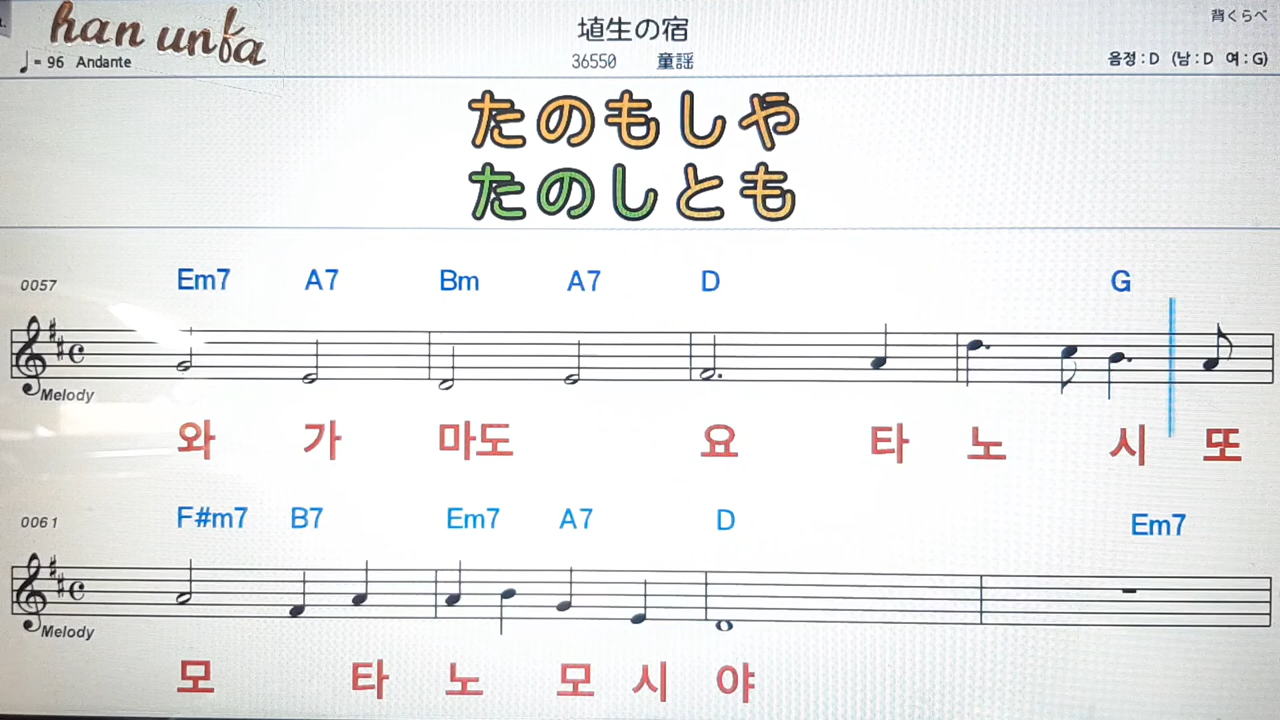 han unfa
埴生の宿
背くらべ
♩= 96 Andante
36550 童謡
음정 : D (남 : D 여 : G)
たのもしや
たのしとも
0057 Em7 A7 Bm A7 D G
Melody
와 가 마도 요 타 노 시 또
0061 F#m7 B7 Em7 A7 D Em7
Melody
모 타 노 모 시 야